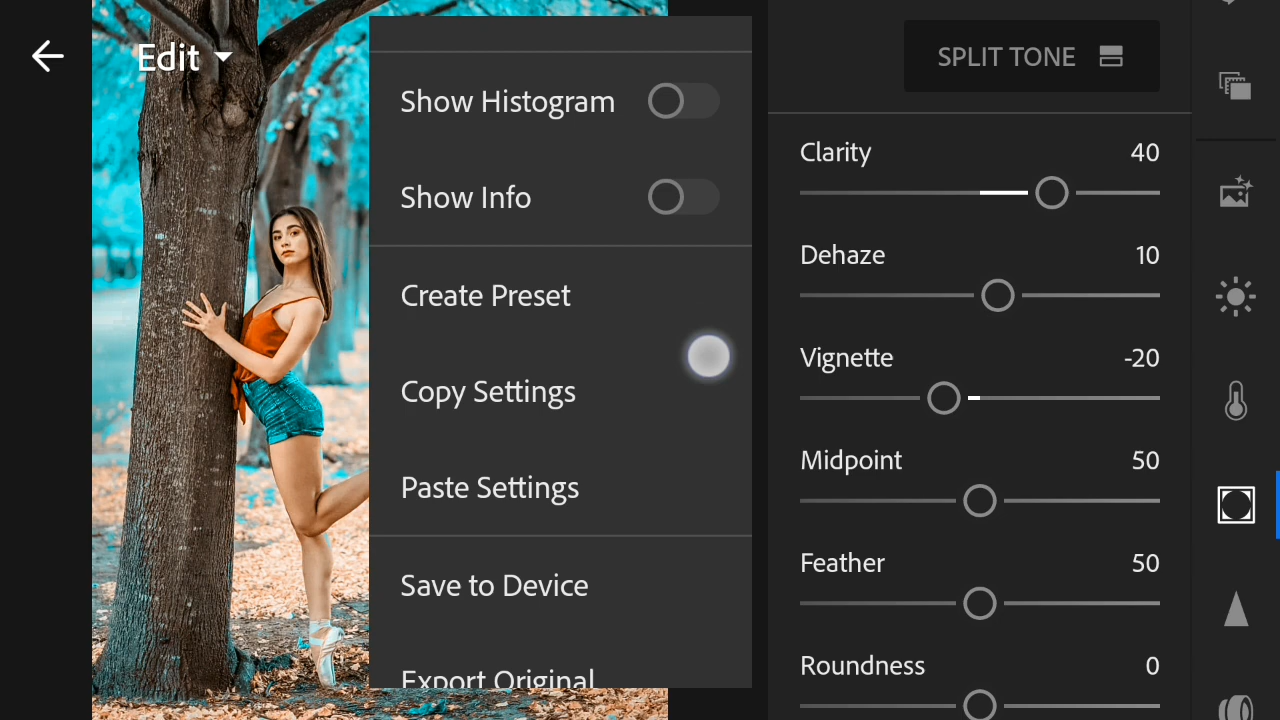 Edit
Show Histogram
Show Info
Create Preset
Copy Settings
Paste Settings
Save to Device
Export Original
SPLIT TONE
Clarity 40
Dehaze 10
Vignette -20
Midpoint 50
Feather 50
Roundness 0